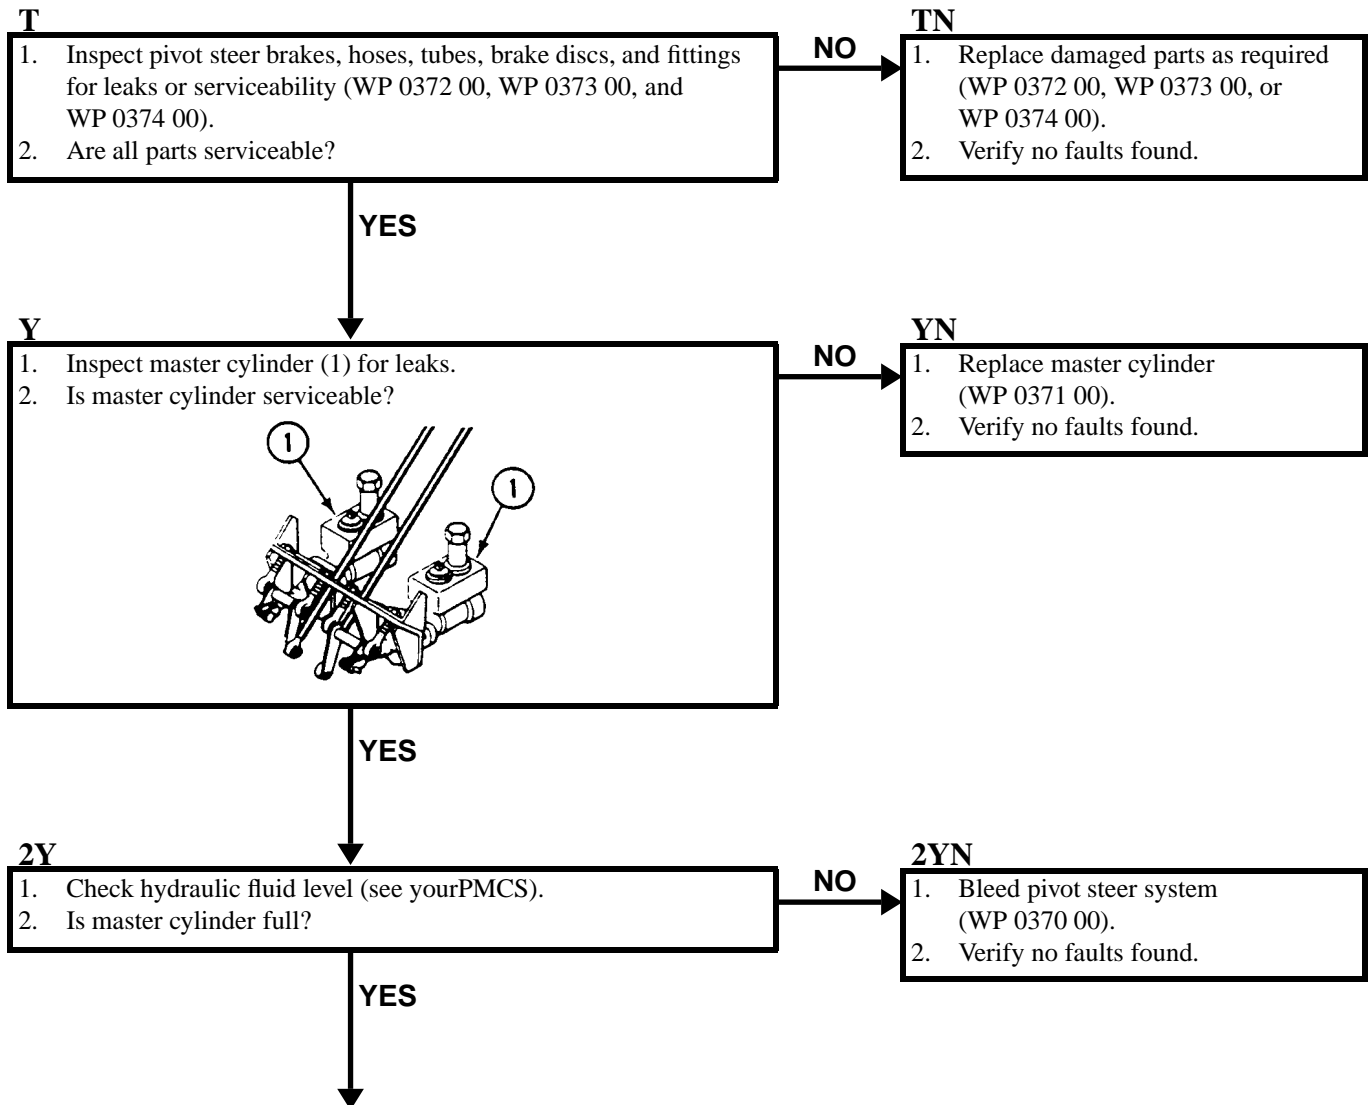 T
1. Inspect pivot steer brakes, hoses, tubes, brake discs, and fittings
for leaks or serviceability (WP 0372 00, WP 0373 00, and
WP 0374 00).
2. Are all parts serviceable?
NO
TN
1. Replace damaged parts as required
(WP 0372 00, WP 0373 00, or
WP 0374 00).
2. Verify no faults found.
YES
Y
1. Inspect master cylinder (1) for leaks.
2. Is master cylinder serviceable?
1
1
NO
YN
1. Replace master cylinder
(WP 0371 00).
2. Verify no faults found.
YES
2Y
1. Check hydraulic fluid level (see yourPMCS).
2. Is master cylinder full?
NO
2YN
1. Bleed pivot steer system
(WP 0370 00).
2. Verify no faults found.
YES